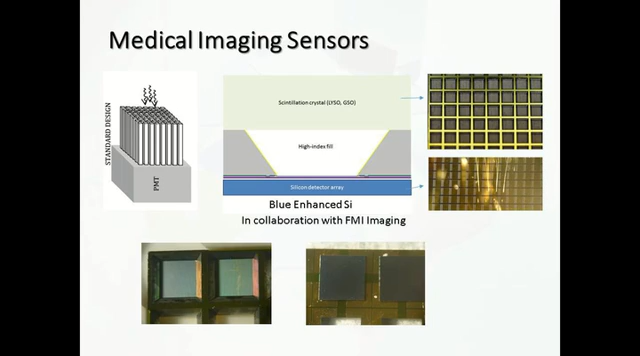 Medical Imaging Sensors
STANDARD DESIGN
PMT
Scintillation crystal (LYSO, GSO)
High-index fill
Silicon detector array
Blue Enhanced Si
In collaboration with FMI Imaging